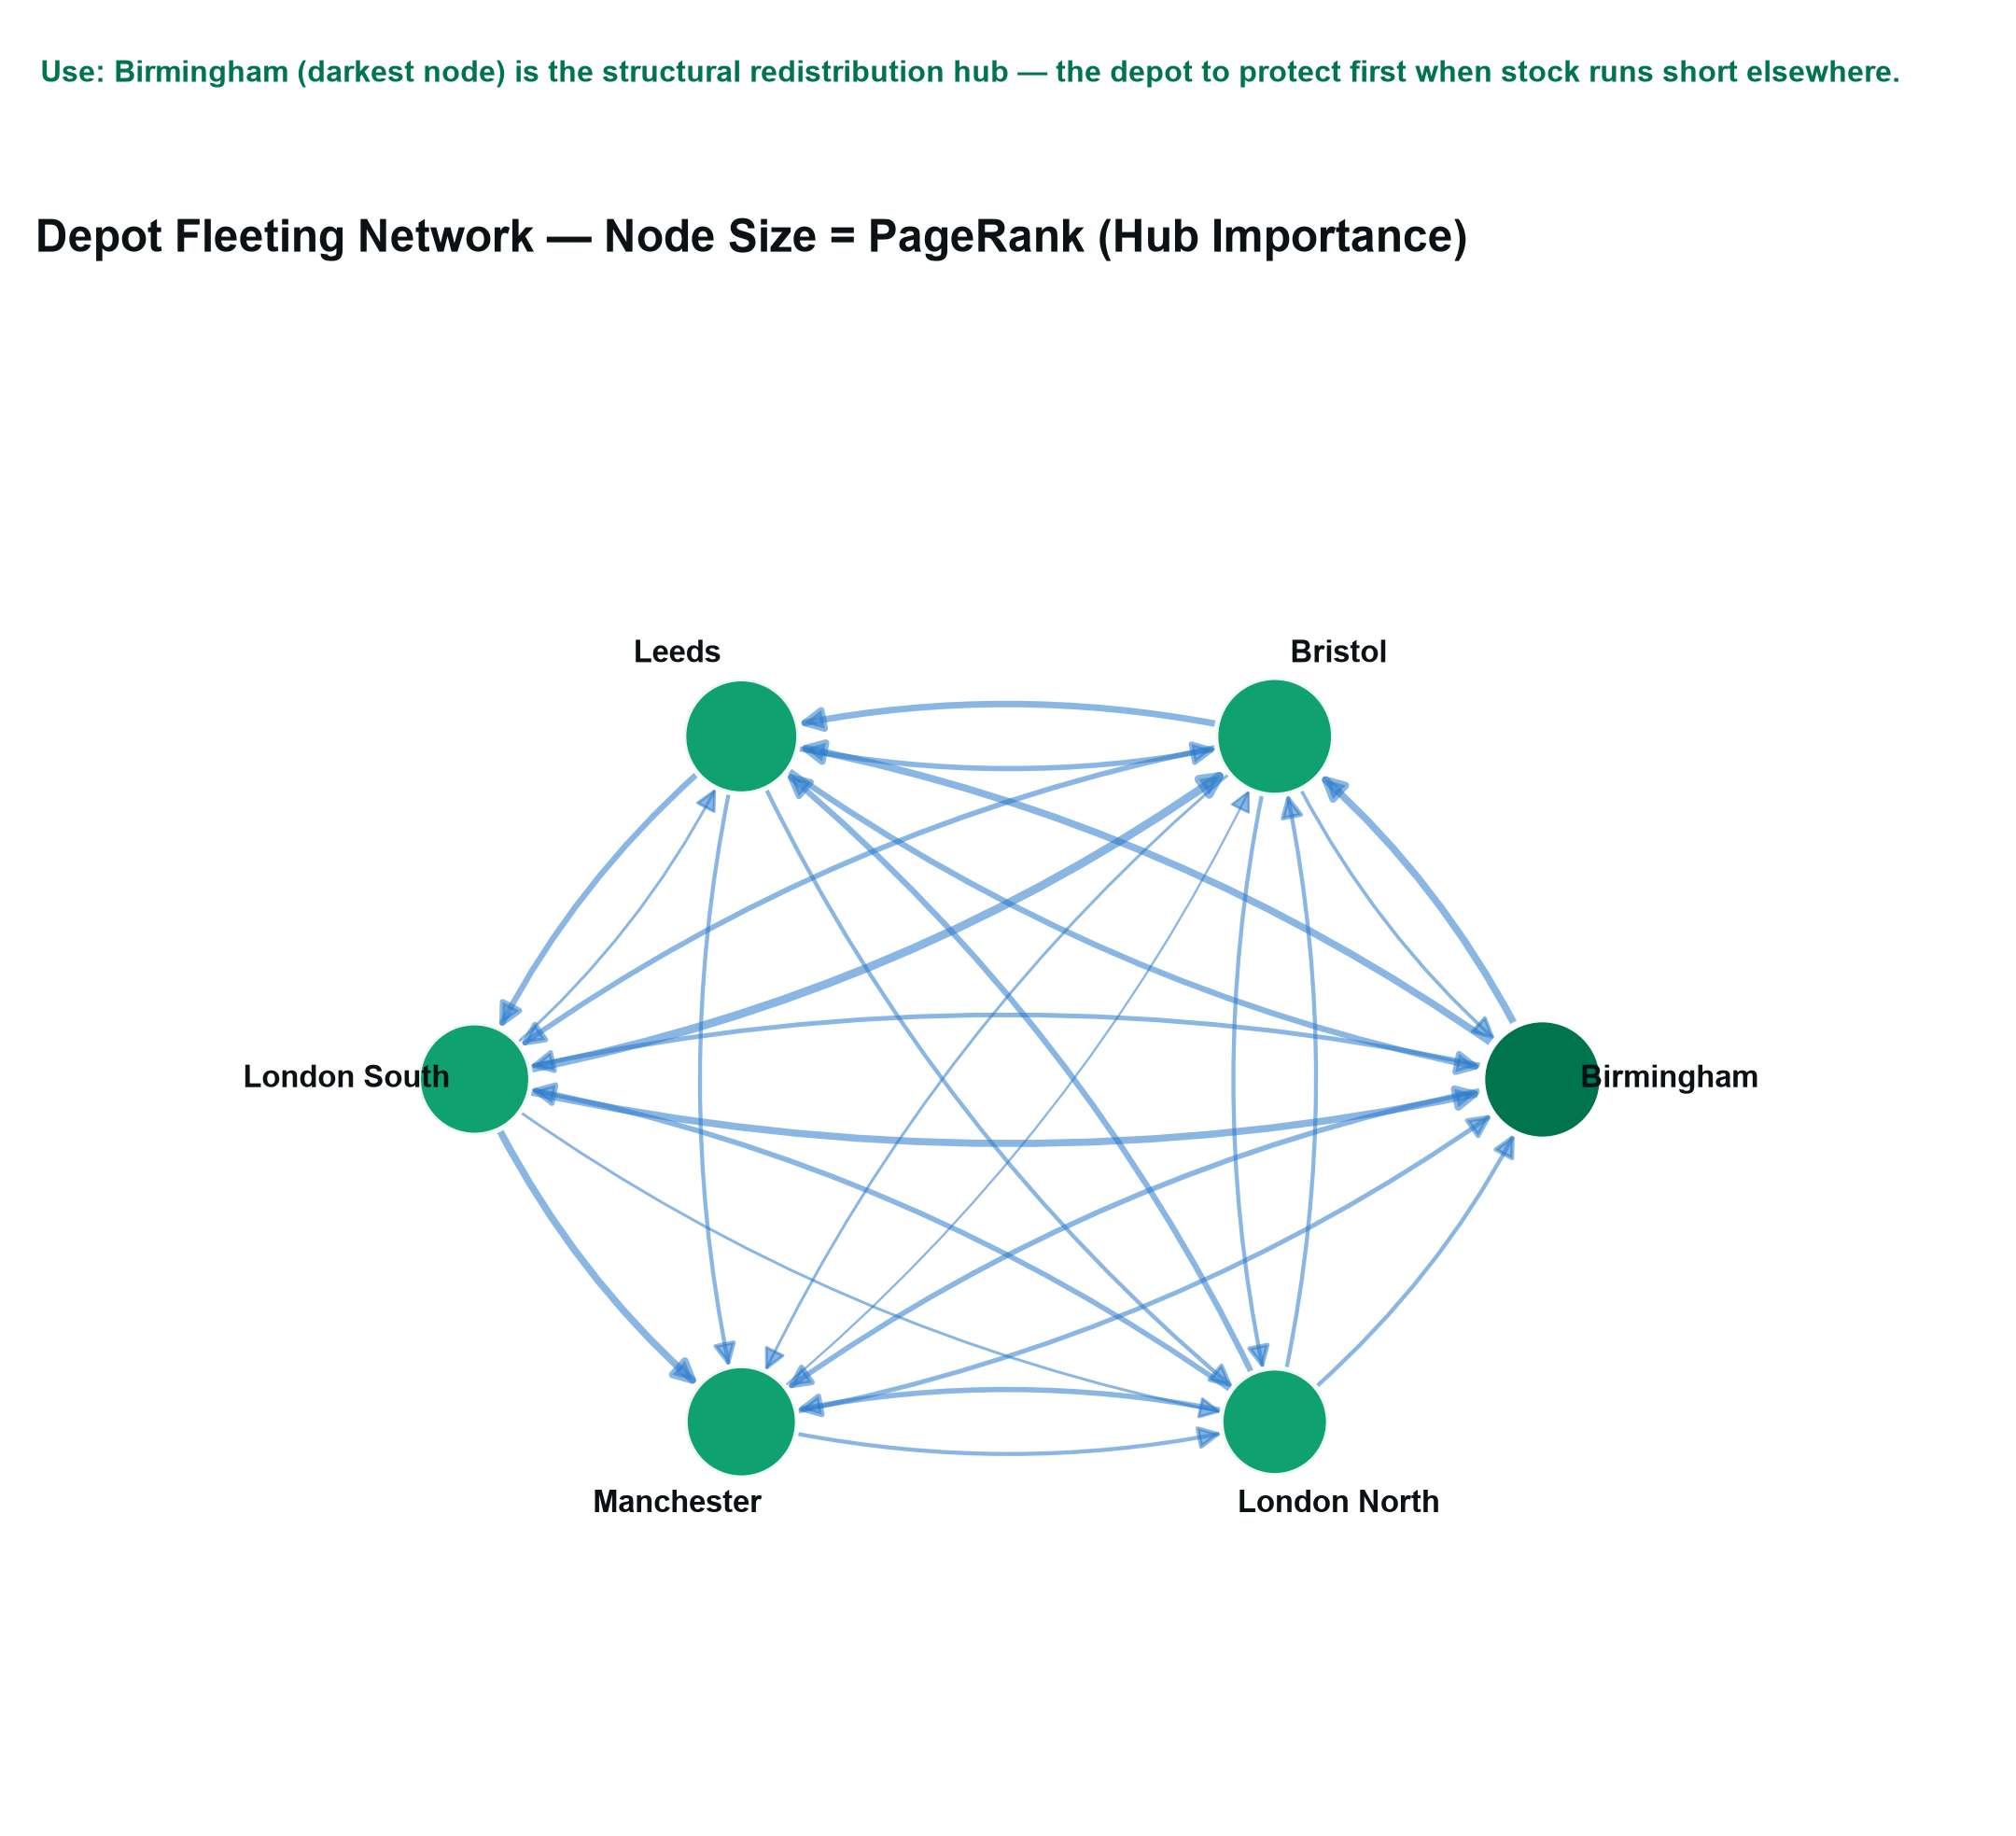 Use: Birmingham (darkest node) is the structural redistribution hub — the depot to protect first when stock runs short elsewhere.
Depot Fleeting Network — Node Size = PageRank (Hub Importance)
Leeds
Bristol
London South
Birmingham
Manchester
London North